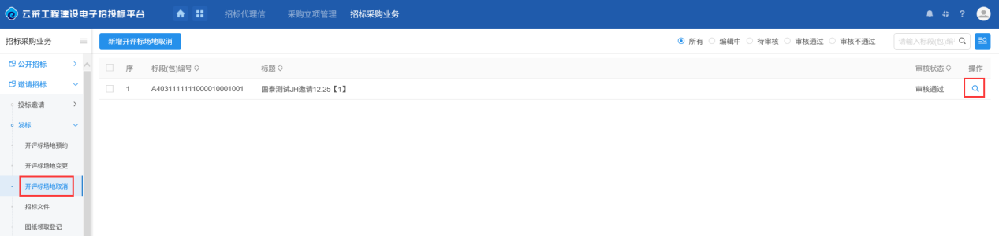 云采工程建设电子招投标平台 招标代理信... 采购立项管理 招标采购业务 ?
招标采购业务 新增开评标场地取消 所有 编辑中 待审核 审核通过 审核不通过 请输入标段(包)编
公开招标
序 标段(包)编号 标题 审核状态 操作
邀请招标
1 A4031111111000010001001 国泰测试JH邀请12.25【1】 审核通过
投标邀请
发标
开评标场地预约
开评标场地变更
开评标场地取消
招标文件
图纸领取登记